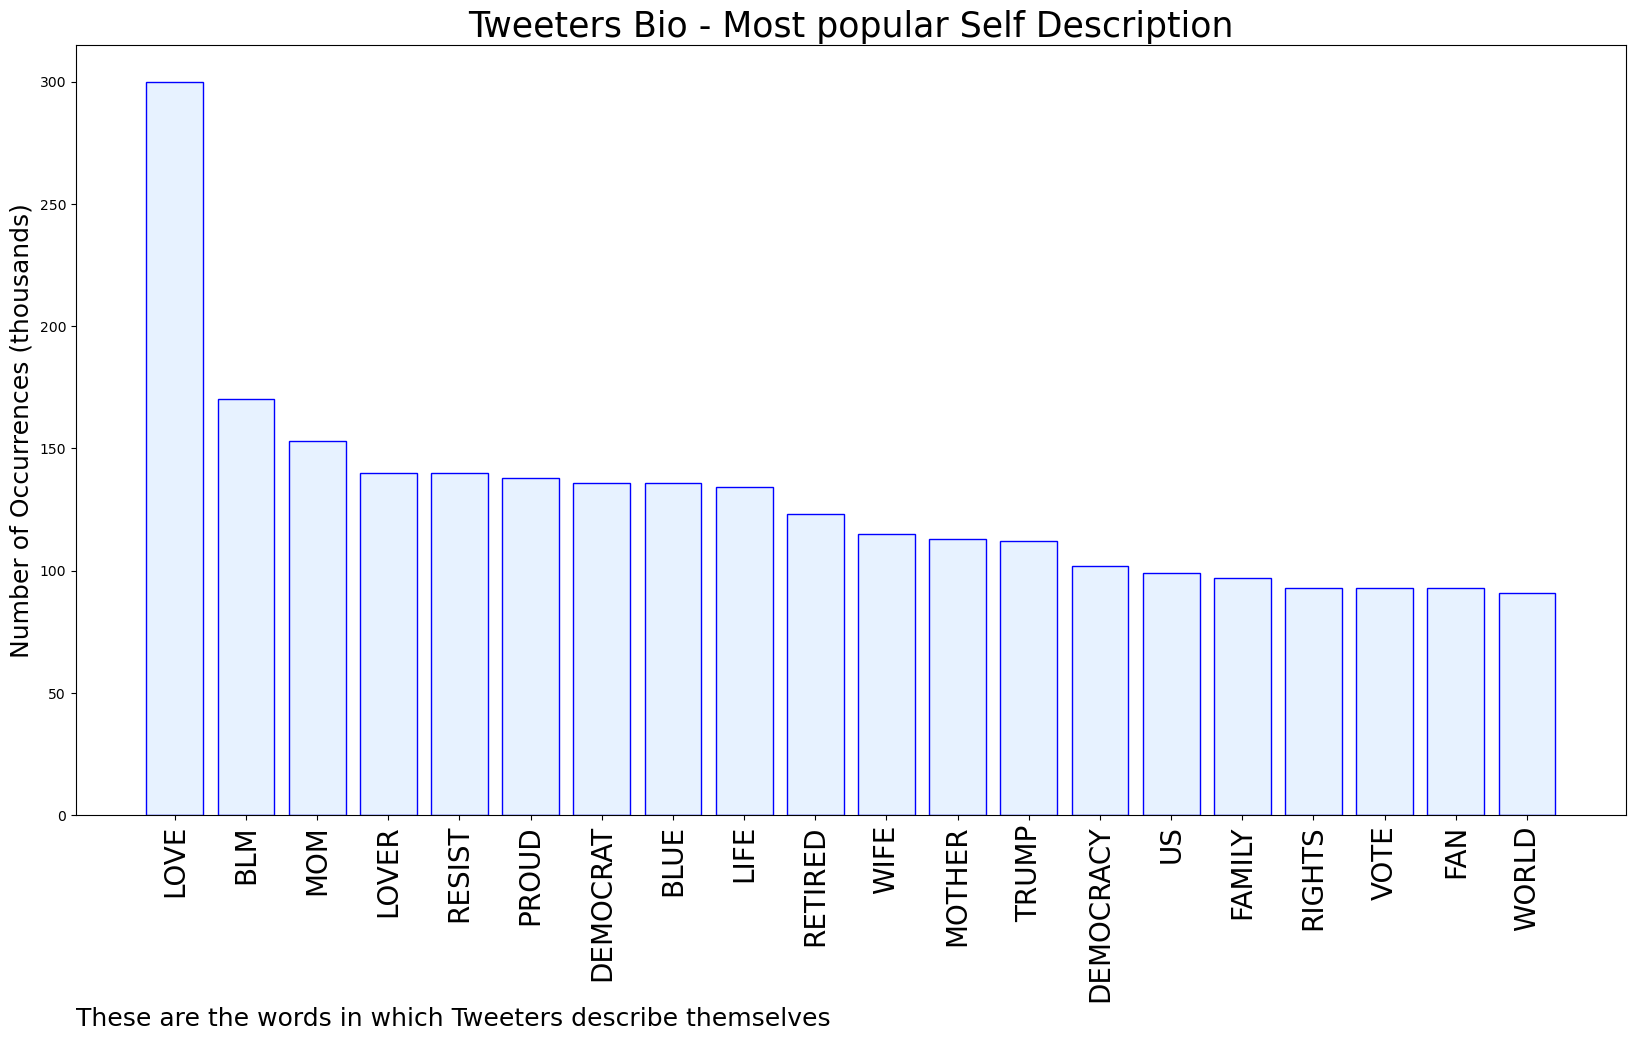 Tweeters Bio - Most popular Self Description
Number of Occurrences (thousands)
300
250
200
150
100
50
0
LOVE
BLM
MOM
LOVER
RESIST
PROUD
DEMOCRAT
BLUE
LIFE
RETIRED
WIFE
MOTHER
TRUMP
DEMOCRACY
US
FAMILY
RIGHTS
VOTE
FAN
WORLD
These are the words in which Tweeters describe themselves